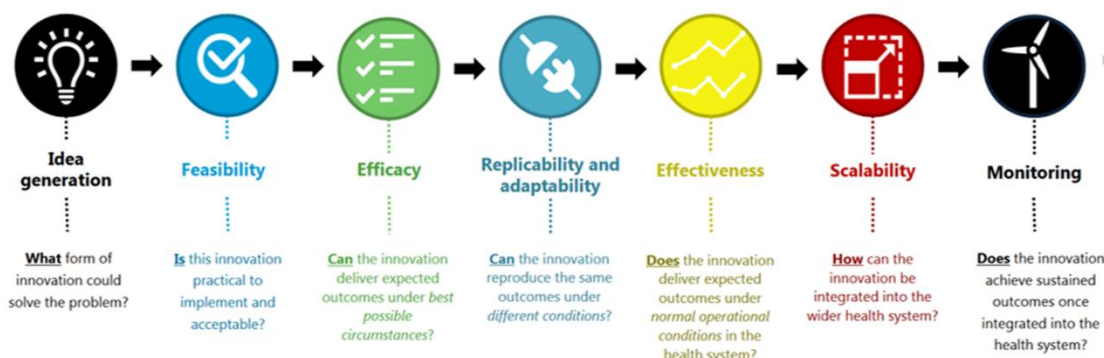 Idea
generation
Feasibility
Efficacy
Replicability and
adaptability
Effectiveness
Scalability
Monitoring
What form of
innovation could
solve the problem?
Is this innovation
practical to
implement and
acceptable?
Can the innovation
deliver expected
outcomes under best
possible
circumstances?
Can the innovation
reproduce the same
outcomes under
different conditions?
Does the innovation
deliver expected
outcomes under
normal operational
conditions in the
health system?
How can the
innovation be
integrated into the
wider health system?
Does the innovation
achieve sustained
outcomes once
integrated into the
health system?